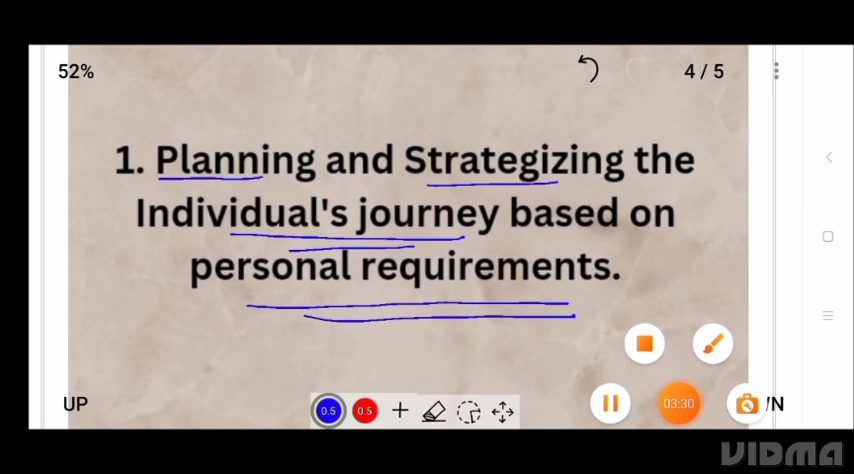 52%
4 / 5
1. Planning and Strategizing the
Individual's journey based on
personal requirements.
UP
0.5
0.5
03:30
VIDMA